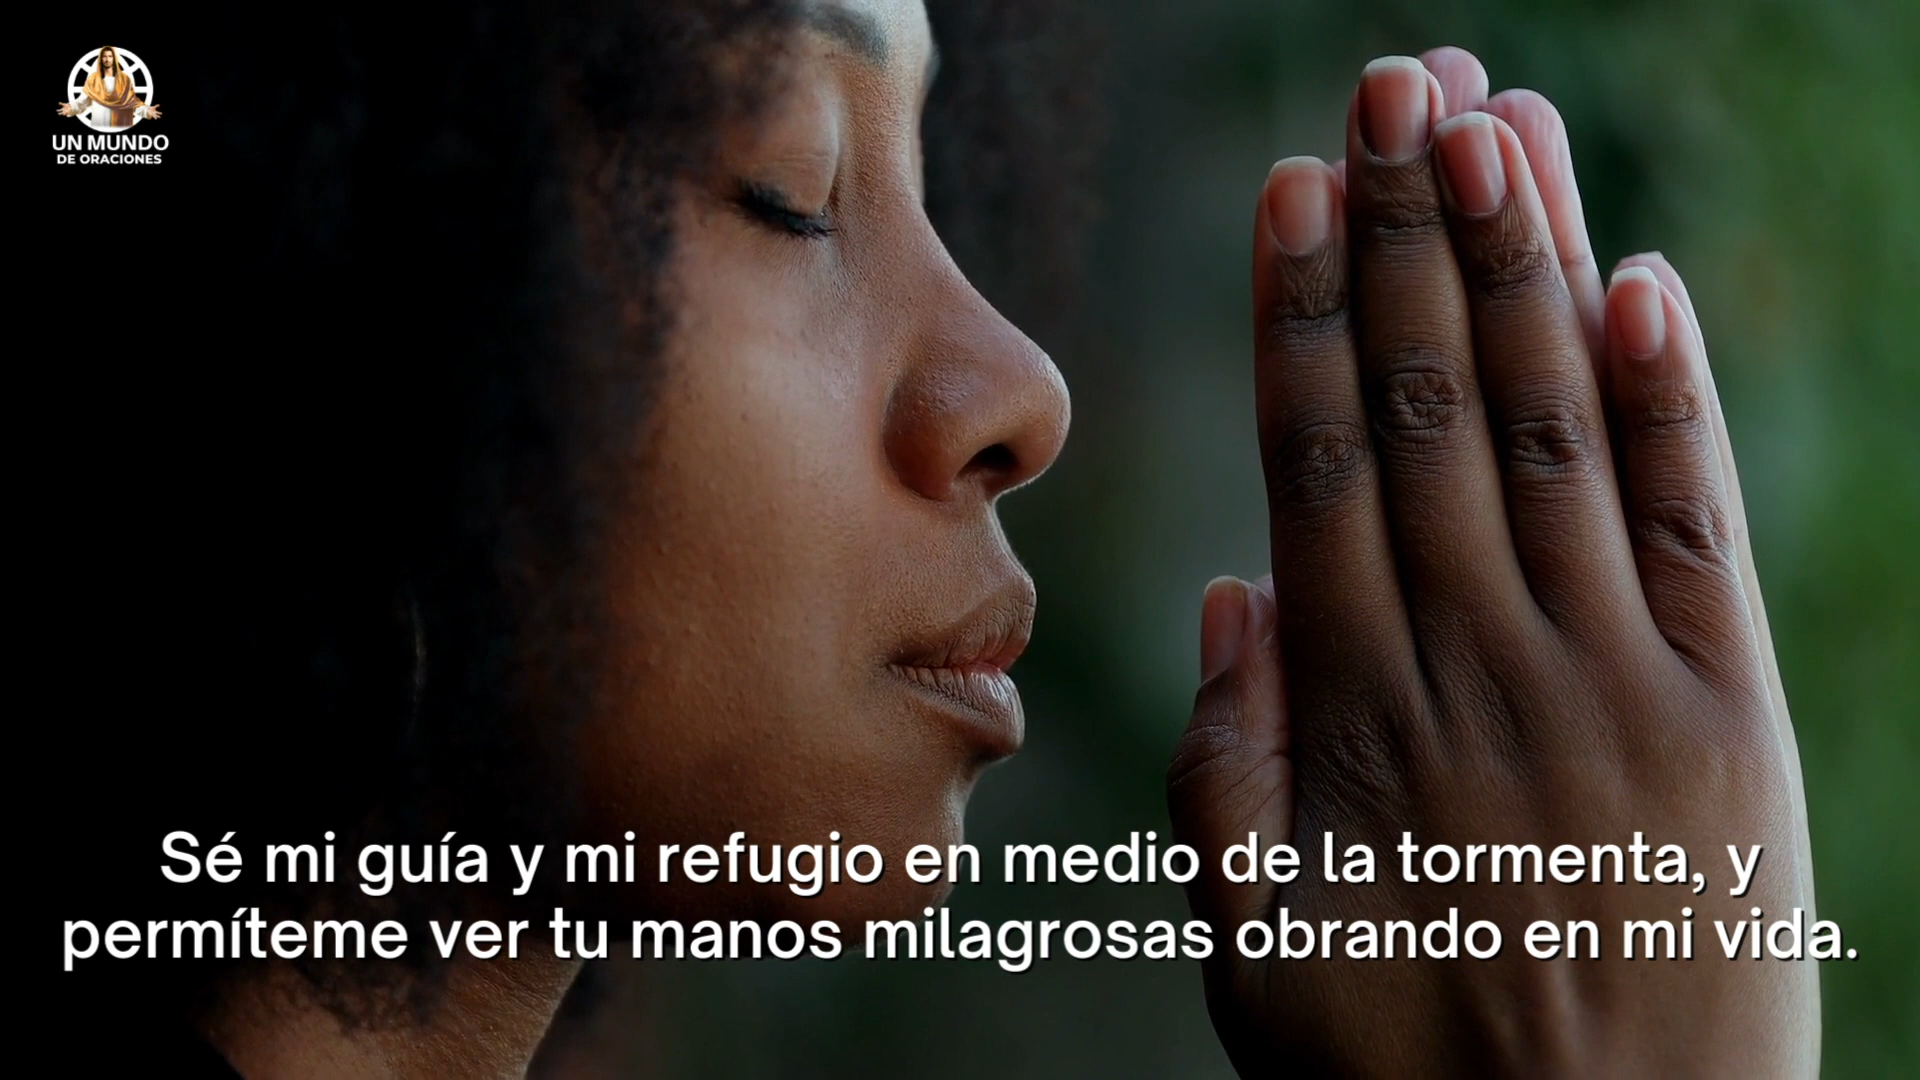 UN MUNDO
DE ORACIONES
Sé mi guía y mi refugio en medio de la tormenta, y
permíteme ver tu manos milagrosas obrando en mi vida.